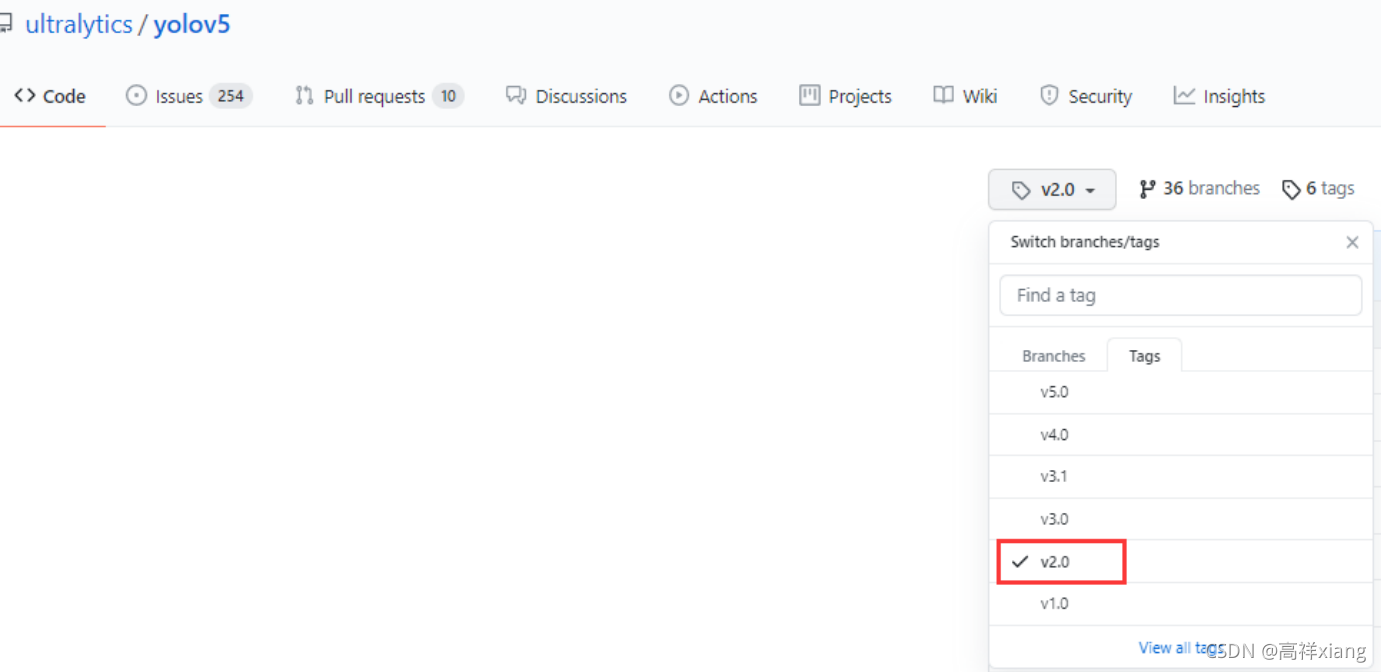 ultralytics / yolov5
Code Issues 254 Pull requests 10 Discussions Actions Projects Wiki Security Insights
v2.0 36 branches 6 tags
Switch branches/tags
Find a tag
Branches Tags
v5.0
v4.0
v3.1
v3.0
v2.0
v1.0
View all tags
CSDN @高祥xiang